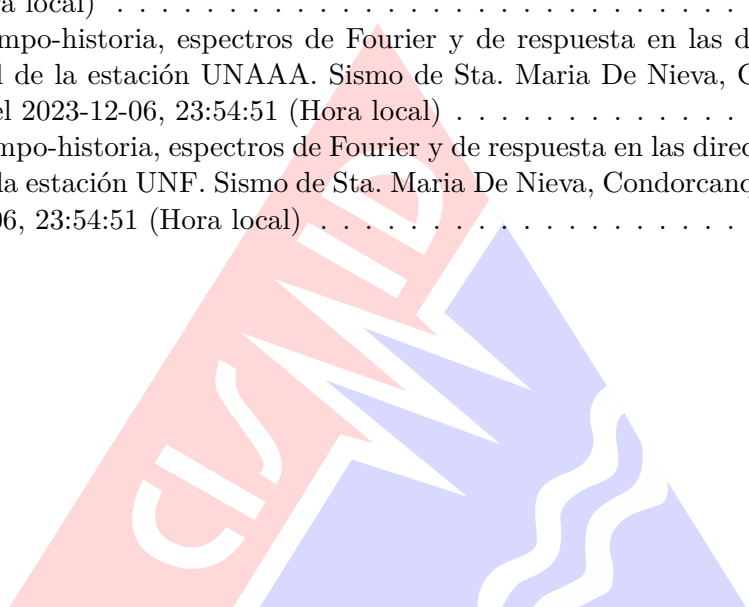 ra local) . . . . . . . . . . . . . . . . . . . . . . . . . . . . .
mpo-historia, espectros de Fourier y de respuesta en las d
l de la estación UNAAA. Sismo de Sta. Maria De Nieva, C
el 2023-12-06, 23:54:51 (Hora local) . . . . . . . . . . . . . . . . . . .
mpo-historia, espectros de Fourier y de respuesta en las direc
la estación UNF. Sismo de Sta. Maria De Nieva, Condorcanq
06, 23:54:51 (Hora local) . . . . . . . . . . . . . . . . . . . . . . . .
CISMID